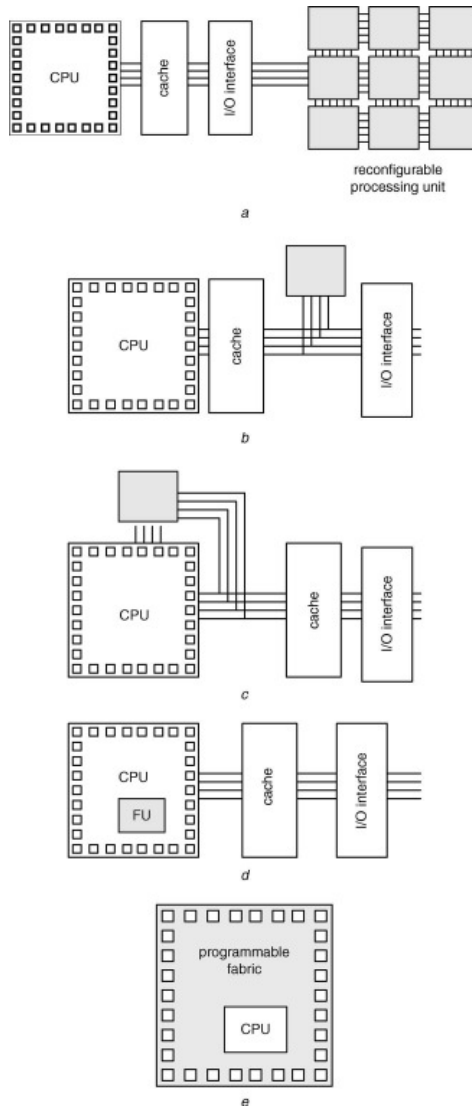 CPU
cache
I/O interface
reconfigurable
processing unit
a
CPU
cache
I/O interface
b
CPU
cache
I/O interface
c
CPU
FU
cache
I/O interface
d
programmable
fabric
CPU
e